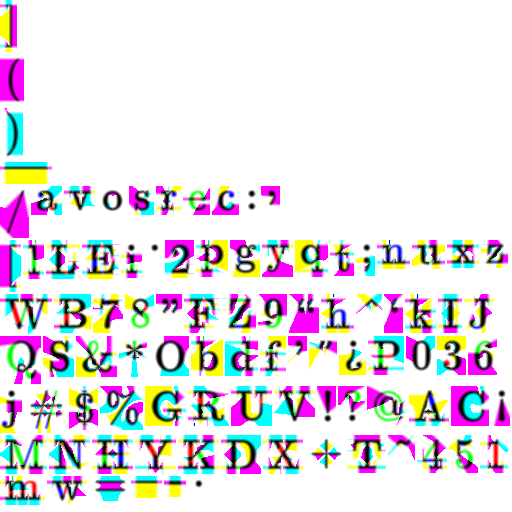 ]
(
)
—
/ a v o s r e c : ,
[ l L E i ˙ 2 p g y q t ; n u x z
W B 7 8 ” F Z 9 “ h ^ ‘ k I J
Q S & * O b d f ’ " ¿ P 0 3 6
j # $ % G R U V ! ? @ A C ¡
M N H Y K D X + T ^ 4 5 1
m w = - ·